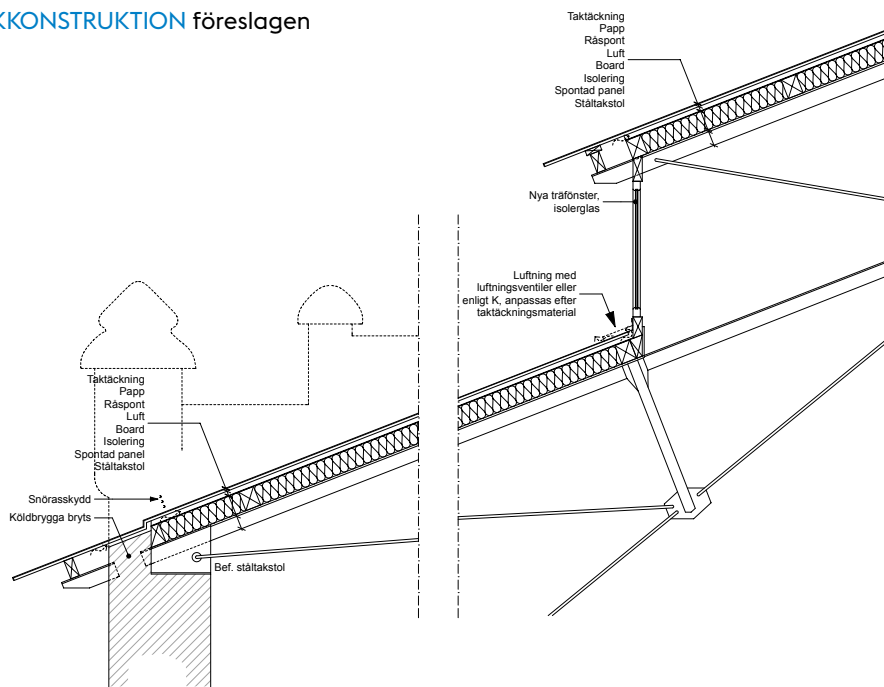 KKONSTRUKTION föreslagen
Taktäckning
Papp
Råspont
Luft
Board
Isolering
Spontad panel
Ståltakstol
Nya träfönster,
isolerglas
Luftning med
luftningsventiler eller
enligt K, anpassas efter
taktäckningsmaterial
Taktäckning
Papp
Råspont
Luft
Board
Isolering
Spontad panel
Ståltakstol
Snörasskydd
Köldbrygga bryts
Bef. ståltakstol